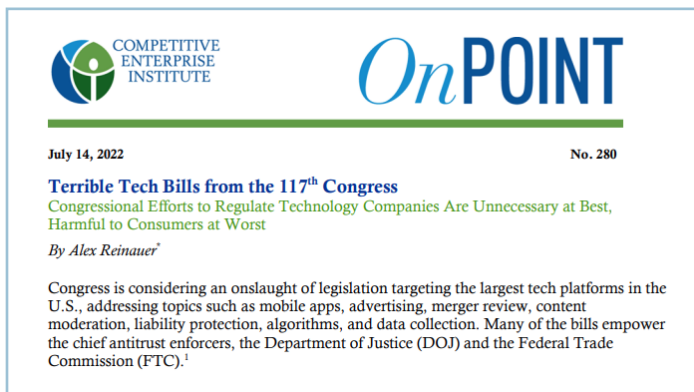 COMPETITIVE
ENTERPRISE
INSTITUTE
OnPOINT
July 14, 2022 No. 280
Terrible Tech Bills from the 117th Congress
Congressional Efforts to Regulate Technology Companies Are Unnecessary at Best,
Harmful to Consumers at Worst
By Alex Reinauer*
Congress is considering an onslaught of legislation targeting the largest tech platforms in the
U.S., addressing topics such as mobile apps, advertising, merger review, content
moderation, liability protection, algorithms, and data collection. Many of the bills empower
the chief antitrust enforcers, the Department of Justice (DOJ) and the Federal Trade
Commission (FTC).1